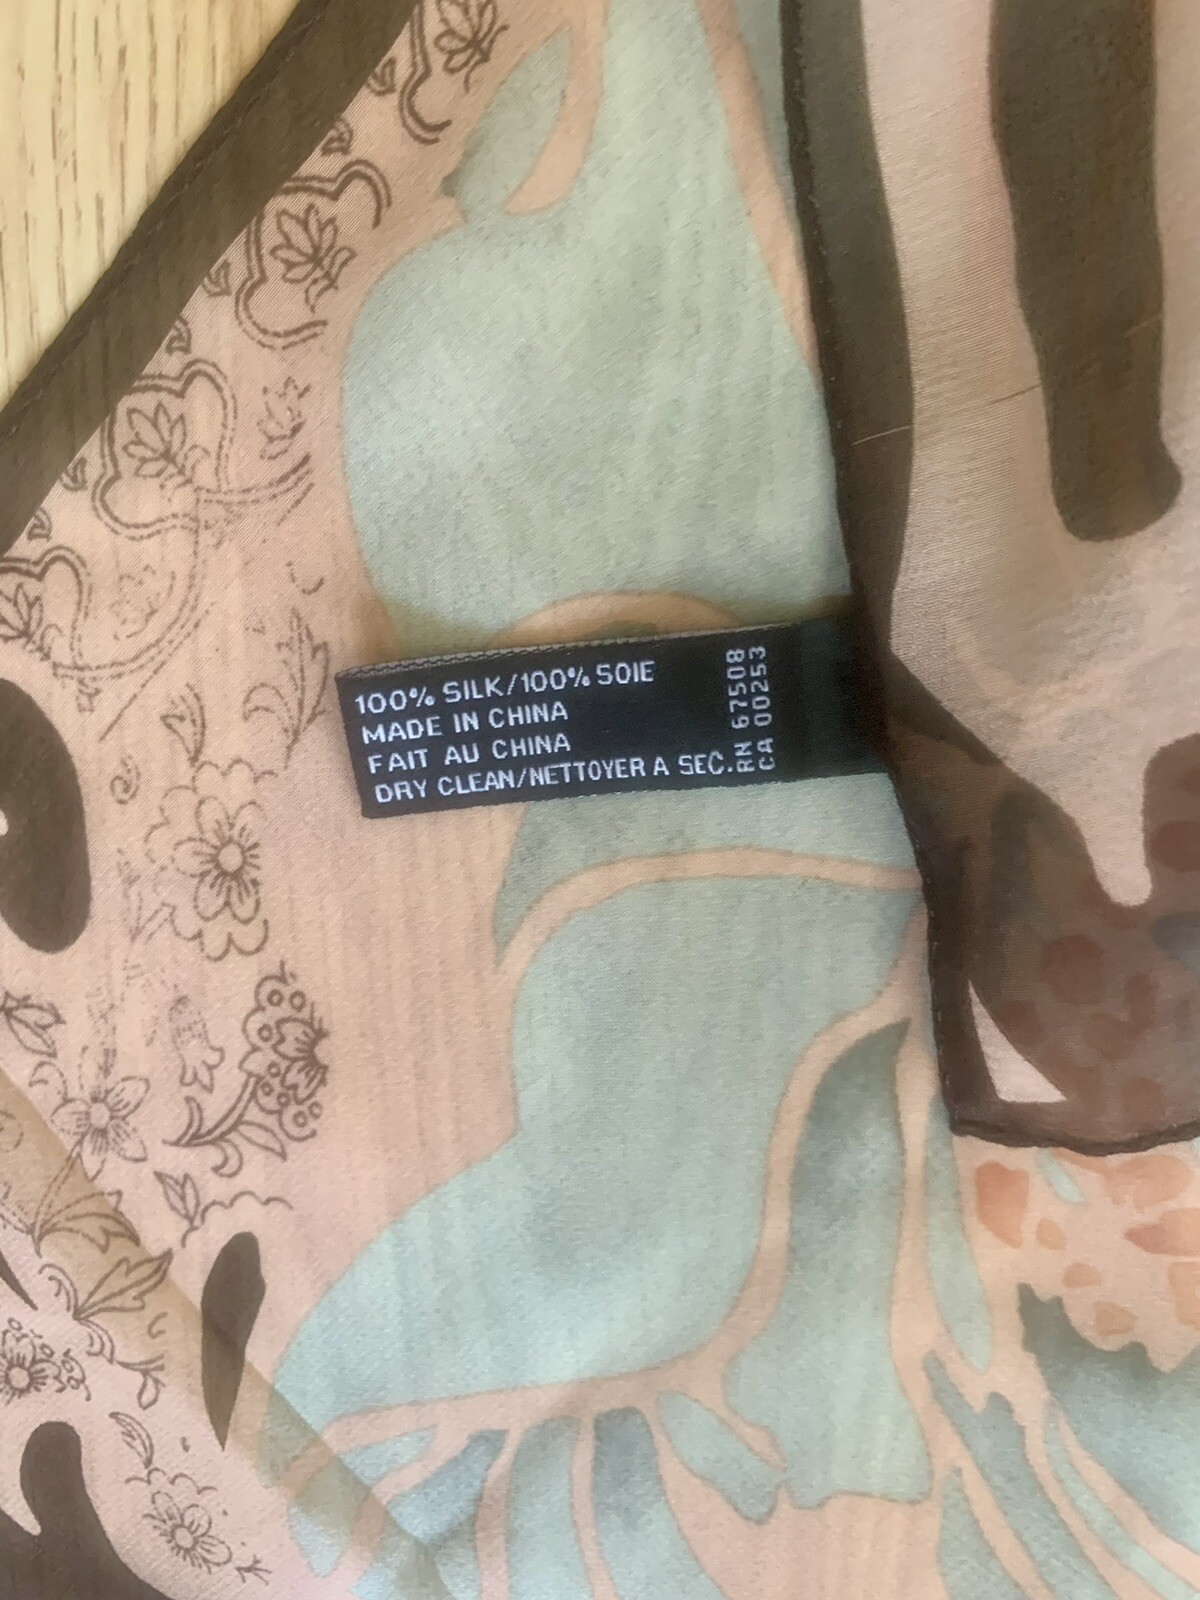 100% SILK/100% SOIE
MADE IN CHINA
FAIT AU CHINA
DRY CLEAN/NETTOYER A SEC.
RN 67508
CA 00253